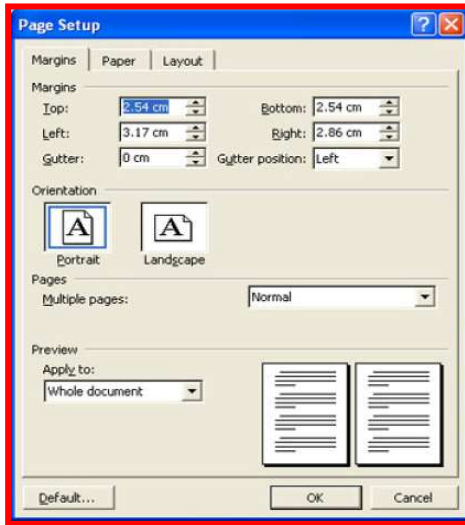 Page Setup
Margins Paper Layout
Margins
Top: 2.54 cm Bottom: 2.54 cm
Left: 3.17 cm Right: 2.86 cm
Gutter: 0 cm Gutter position: Left
Orientation
A A
Portrait Landscape
Pages
Multiple pages: Normal
Preview
Apply to:
Whole document
Default... OK Cancel